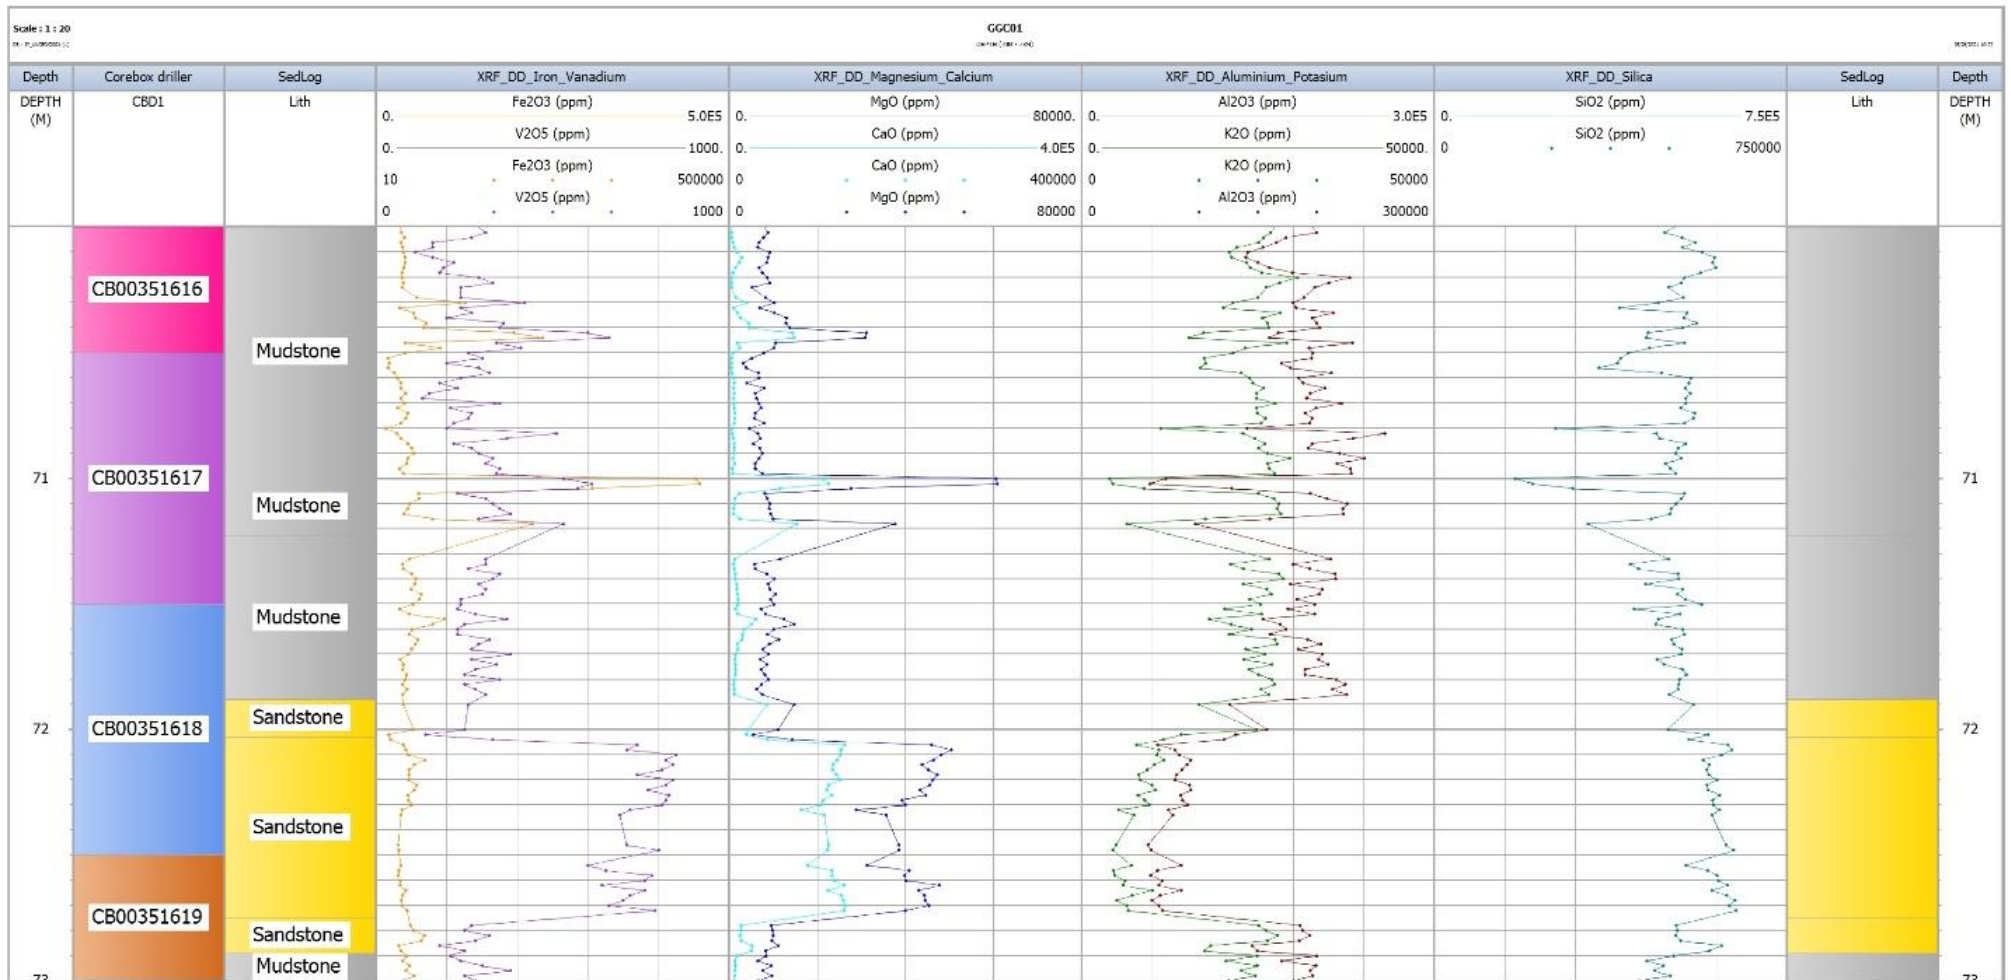 Scale : 1 : 20
GGC01
Depth Corebox driller SedLog XRF_DD_Iron_Vanadium XRF_DD_Magnesium_Calcium XRF_DD_Aluminium_Potasium XRF_DD_Silica SedLog Depth
DEPTH CBD1 Lith Fe2O3 (ppm) MgO (ppm) Al2O3 (ppm) SiO2 (ppm) Lith DEPTH
(M) 0. 5.0E5 0. 80000. 0. 3.0E5 0. 7.5E5 (M)
V2O5 (ppm) CaO (ppm) K2O (ppm) SiO2 (ppm)
0. 1000. 0. 4.0E5 0. 50000. 0 750000
Fe2O3 (ppm) CaO (ppm) K2O (ppm)
10 500000 0 400000 0 50000
V2O5 (ppm) MgO (ppm) Al2O3 (ppm)
0 1000 0 80000 0 300000
CB00351616
Mudstone
71 CB00351617 71
Mudstone
Mudstone
Sandstone
72 CB00351618 72
Sandstone
CB00351619
Sandstone
Mudstone
73 73